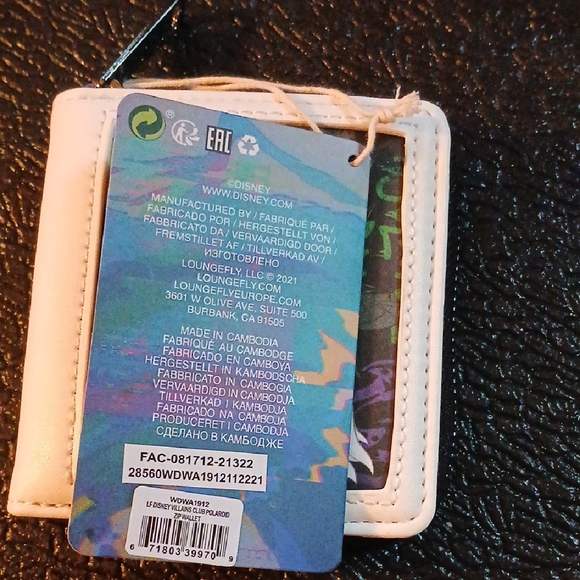 ®
EAC
©DISNEY
WWW.DISNEY.COM
MANUFACTURED BY / FABRIQUÉ PAR /
FABRICADO POR / HERGESTELLT VON /
FABBRICATO DA / VERVAARDIGD DOOR /
FREMSTILLET AF / TILLVERKAD AV /
ИЗГОТОВЛЕНО
LOUNGEFLY, LLC © 2021
LOUNGEFLY.COM
LOUNGEFLYEUROPE.COM
3601 W OLIVE AVE. SUITE 500
BURBANK, CA 91505
MADE IN CAMBODIA
FABRIQUÉ AU CAMBODGE
FABRICADO EN CAMBOYA
HERGESTELLT IN KAMBODSCHA
FABBRICATO IN CAMBOGIA
VERVAARDIGD IN CAMBODJA
TILLVERKAD I KAMBODJA
FABRICADO NA CAMBOJA
PRODUCERET I CAMBODJA
СДЕЛАНО В КАМБОДЖЕ
FAC-081712-21322
28560WDWA1912112221
WDWA1912
LF-DISNEY VILLAINS CLUB POLAROID
ZIP WALLET
6 71803 39970 9